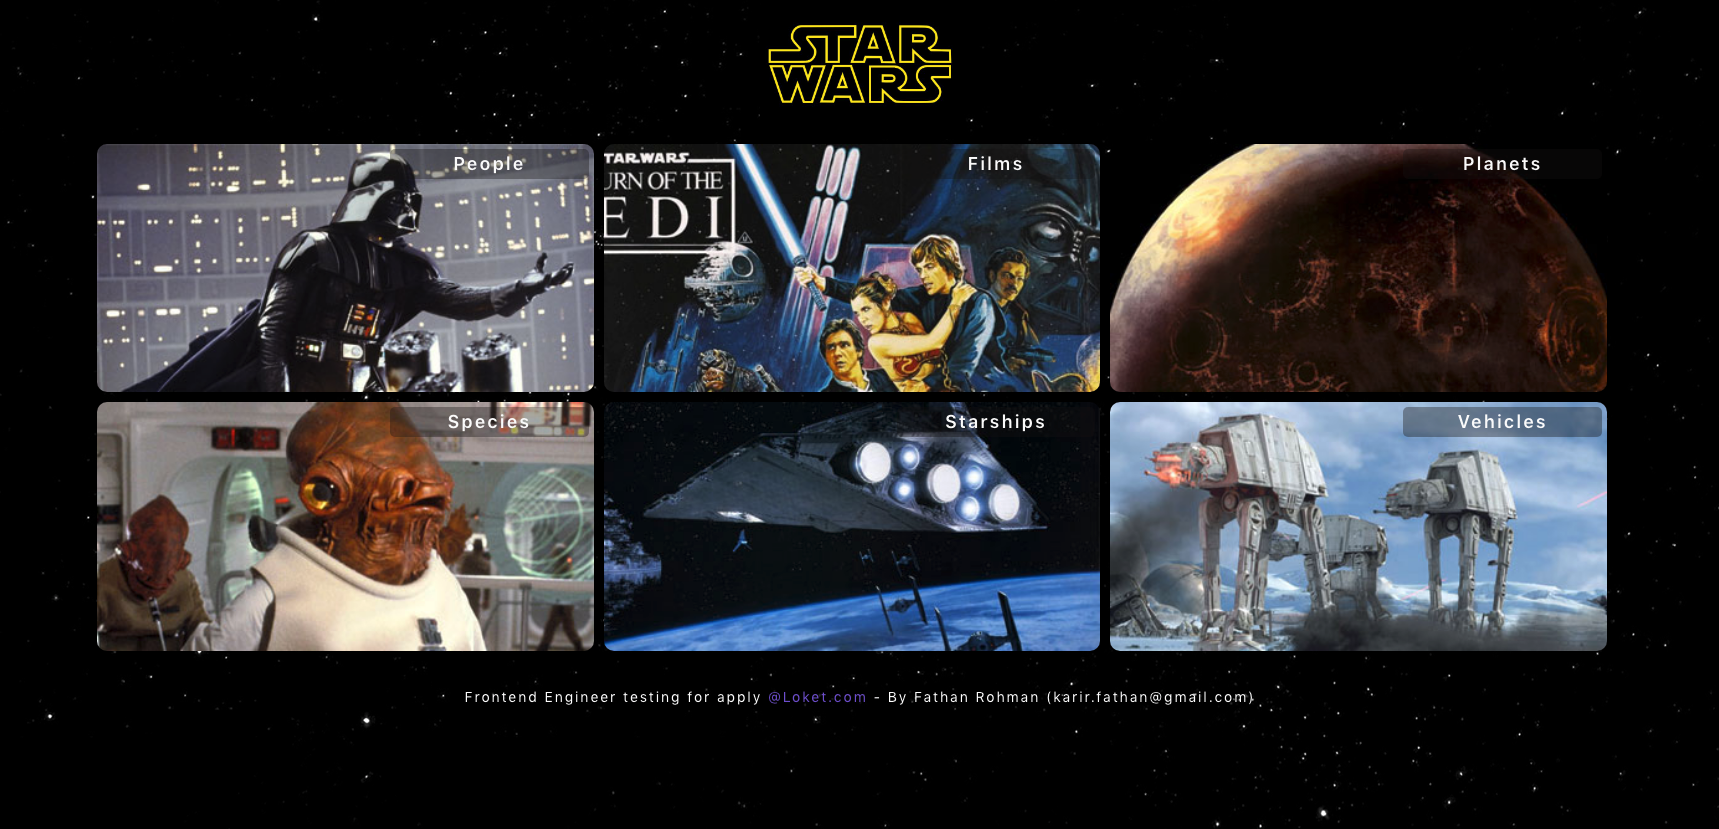 STAR
WARS
People
Films
Planets
TAR.WARS
URN OF THE
EDI
Species
Starships
Vehicles
Frontend Engineer testing for apply @Loket.com - By Fathan Rohman (karir.fathan@gmail.com)